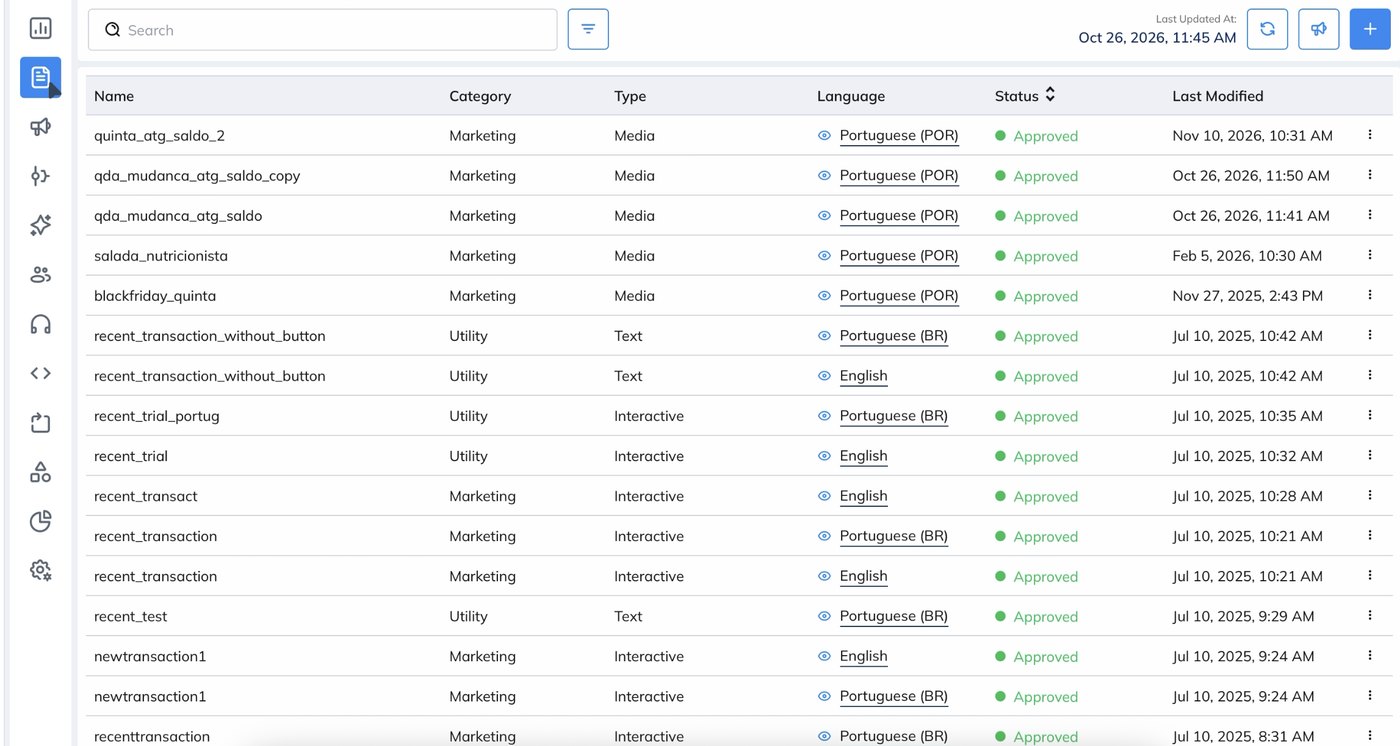 Search
Last Updated At:
Oct 26, 2026, 11:45 AM
Name Category Type Language Status Last Modified
quinta_atg_saldo_2 Marketing Media Portuguese (POR) Approved Nov 10, 2026, 10:31 AM
qda_mudanca_atg_saldo_copy Marketing Media Portuguese (POR) Approved Oct 26, 2026, 11:50 AM
qda_mudanca_atg_saldo Marketing Media Portuguese (POR) Approved Oct 26, 2026, 11:41 AM
salada_nutricionista Marketing Media Portuguese (POR) Approved Feb 5, 2026, 10:30 AM
blackfriday_quinta Marketing Media Portuguese (POR) Approved Nov 27, 2025, 2:43 PM
recent_transaction_without_button Utility Text Portuguese (BR) Approved Jul 10, 2025, 10:42 AM
recent_transaction_without_button Utility Text English Approved Jul 10, 2025, 10:42 AM
recent_trial_portug Utility Interactive Portuguese (BR) Approved Jul 10, 2025, 10:35 AM
recent_trial Utility Interactive English Approved Jul 10, 2025, 10:32 AM
recent_transact Marketing Interactive English Approved Jul 10, 2025, 10:28 AM
recent_transaction Marketing Interactive Portuguese (BR) Approved Jul 10, 2025, 10:21 AM
recent_transaction Marketing Interactive English Approved Jul 10, 2025, 10:21 AM
recent_test Utility Text Portuguese (BR) Approved Jul 10, 2025, 9:29 AM
newtransaction1 Marketing Interactive English Approved Jul 10, 2025, 9:24 AM
newtransaction1 Marketing Interactive Portuguese (BR) Approved Jul 10, 2025, 9:24 AM
recenttransaction Marketing Interactive Portuguese (BR) Approved Jul 10, 2025, 8:31 AM